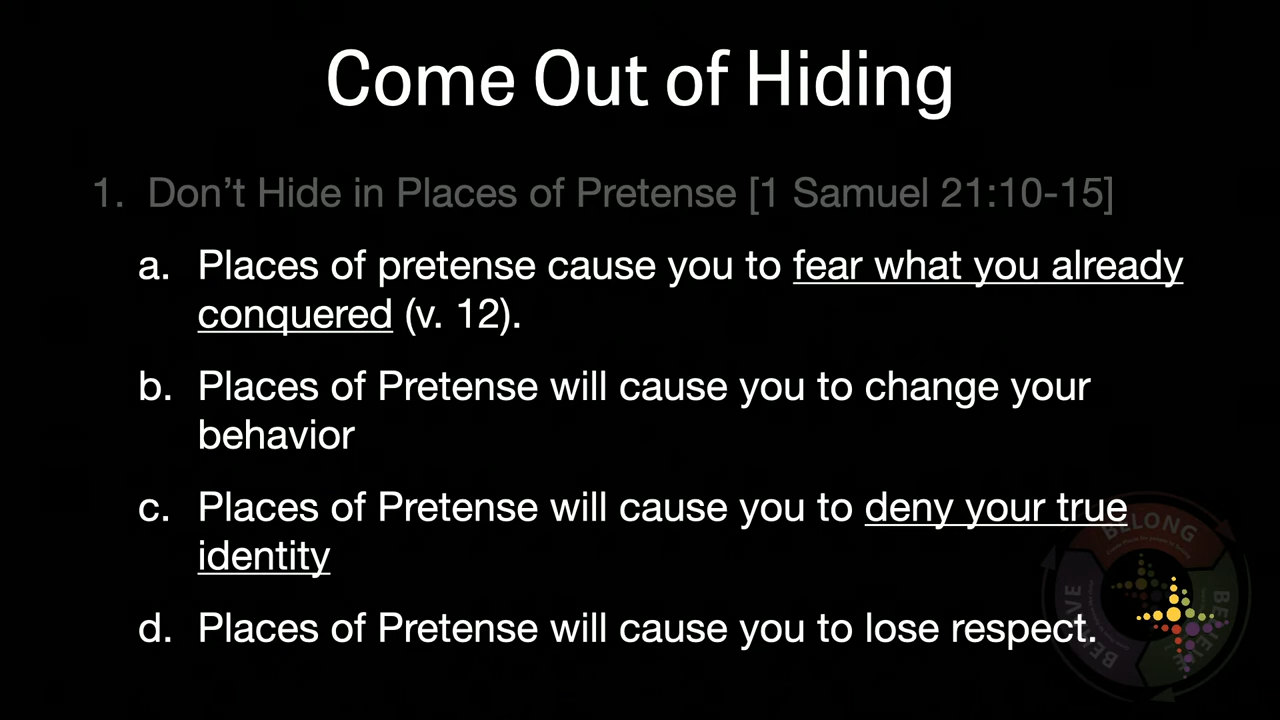 Come Out of Hiding
1. Don’t Hide in Places of Pretense [1 Samuel 21:10-15]
a. Places of pretense cause you to fear what you already
conquered (v. 12).
b. Places of Pretense will cause you to change your
behavior
c. Places of Pretense will cause you to deny your true
identity
d. Places of Pretense will cause you to lose respect.
BELONG